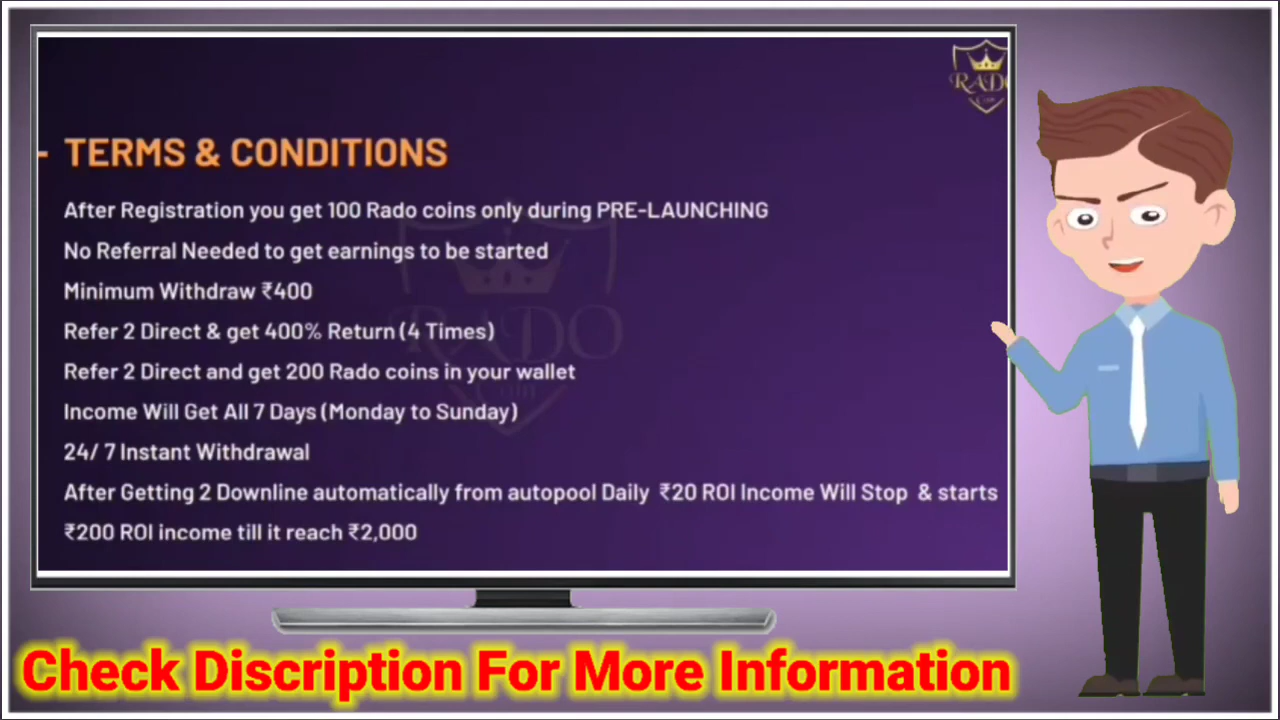 RADO
Coin
- TERMS & CONDITIONS
After Registration you get 100 Rado coins only during PRE-LAUNCHING
No Referral Needed to get earnings to be started
Minimum Withdraw ₹400
Refer 2 Direct & get 400% Return (4 Times)
Refer 2 Direct and get 200 Rado coins in your wallet
Income Will Get All 7 Days (Monday to Sunday)
24/ 7 Instant Withdrawal
After Getting 2 Downline automatically from autopool Daily ₹20 ROI Income Will Stop & starts
₹200 ROI income till it reach ₹2,000
RADO
Coin
Check Discription For More Information